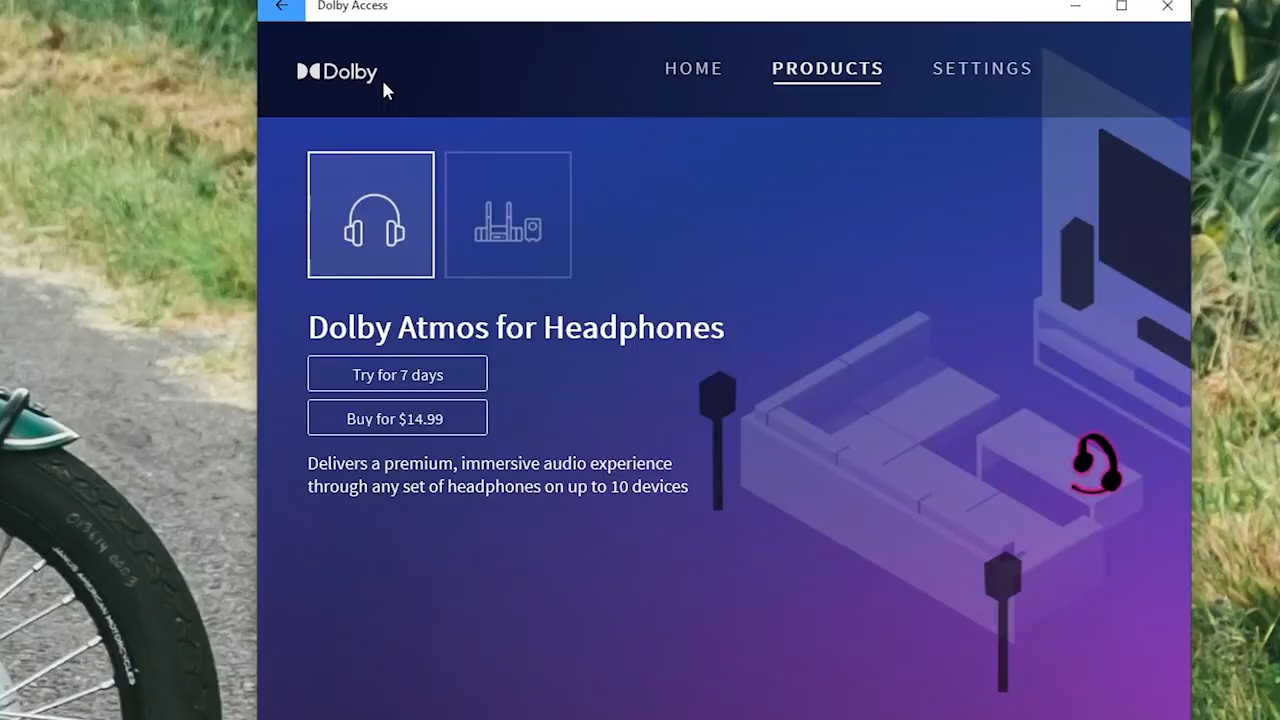 Dolby Access
Dolby
HOME
PRODUCTS
SETTINGS
Dolby Atmos for Headphones
Try for 7 days
Buy for $14.99
Delivers a premium, immersive audio experience
through any set of headphones on up to 10 devices